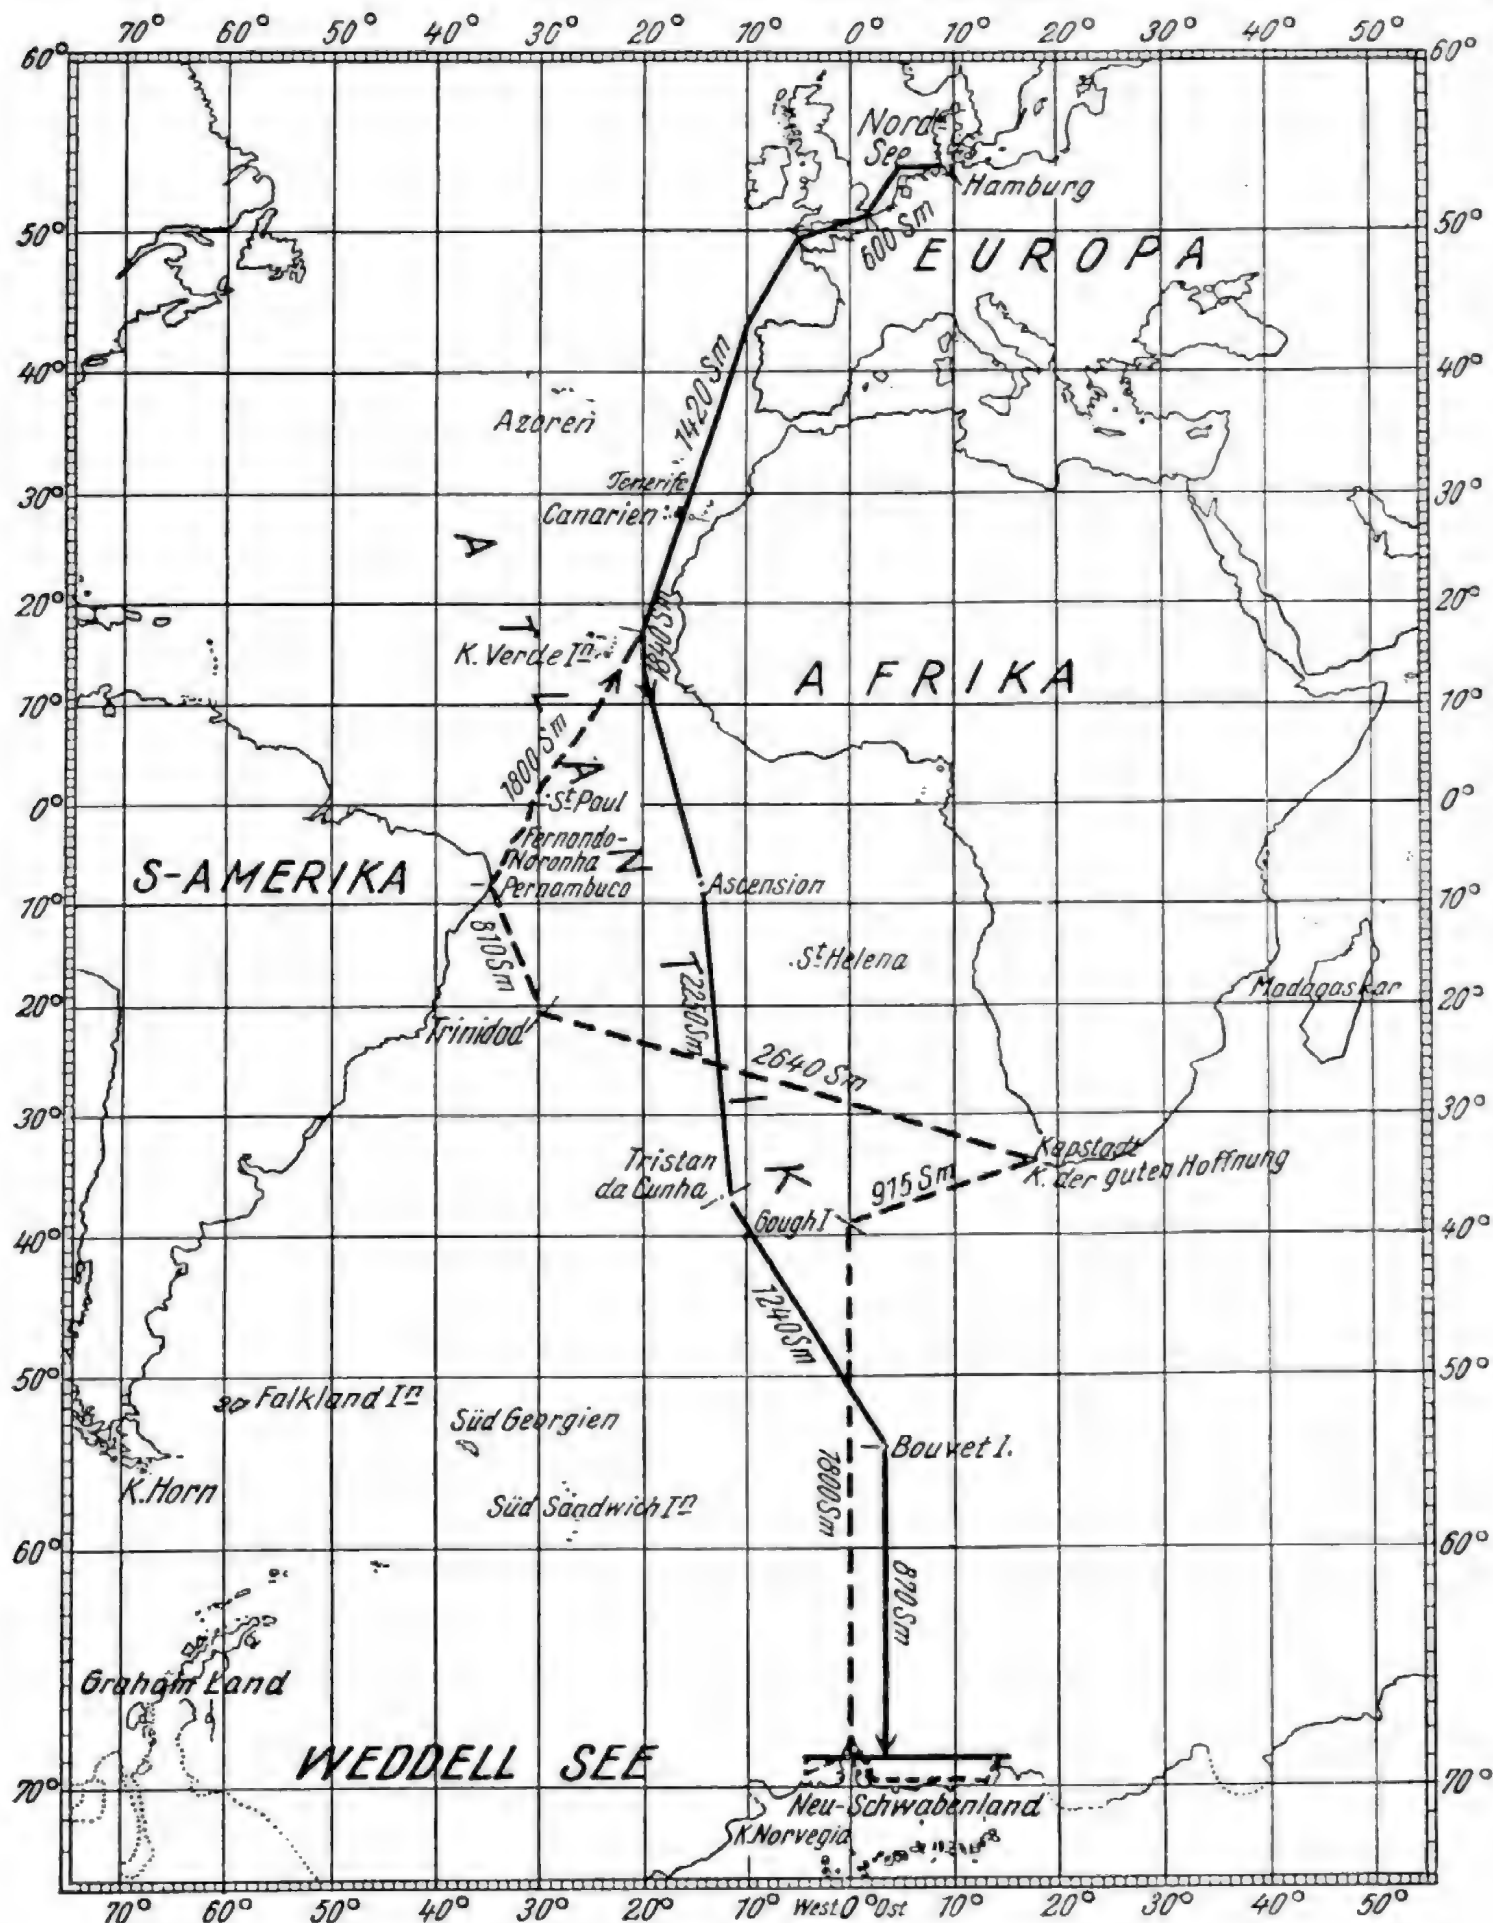 70° 60° 50° 40° 30° 20° 10° 0° 10° 20° 30° 40° 50°
60° 60°
Nord
See
Hamburg
50° 600 Sm 50°
EUROPA
1420 Sm
40° 40°
Azoren
Tenerife
30° 30°
Canarien
A
20° 20°
T
K. Verde In
1840 Sm
AFRIKA
L
10° 10°
1800 Sm
A
St Paul
0° 0°
Fernando-
Noronha
N
S-AMERIKA
Pernambuco
Ascension
10° 10°
810 Sm
T
St Helena
Madagaskar
20° 20°
2250 Sm
Trinidad
2640 Sm
I
30° 30°
Kapstadt
K. der guten Hoffnung
Tristan
da Cunha
K
915 Sm
Gough I
40° 40°
1240 Sm
50° 50°
Falkland In
Süd Georgien
Bouvet I.
K. Horn
Süd Sandwich In
1800 Sm
60° 60°
870 Sm
Graham Land
WEDDELL SEE
70° 70°
Neu-Schwabenland
K. Norvegia
70° 60° 50° 40° 30° 20° 10° West 0° Ost 10° 20° 30° 40° 50°